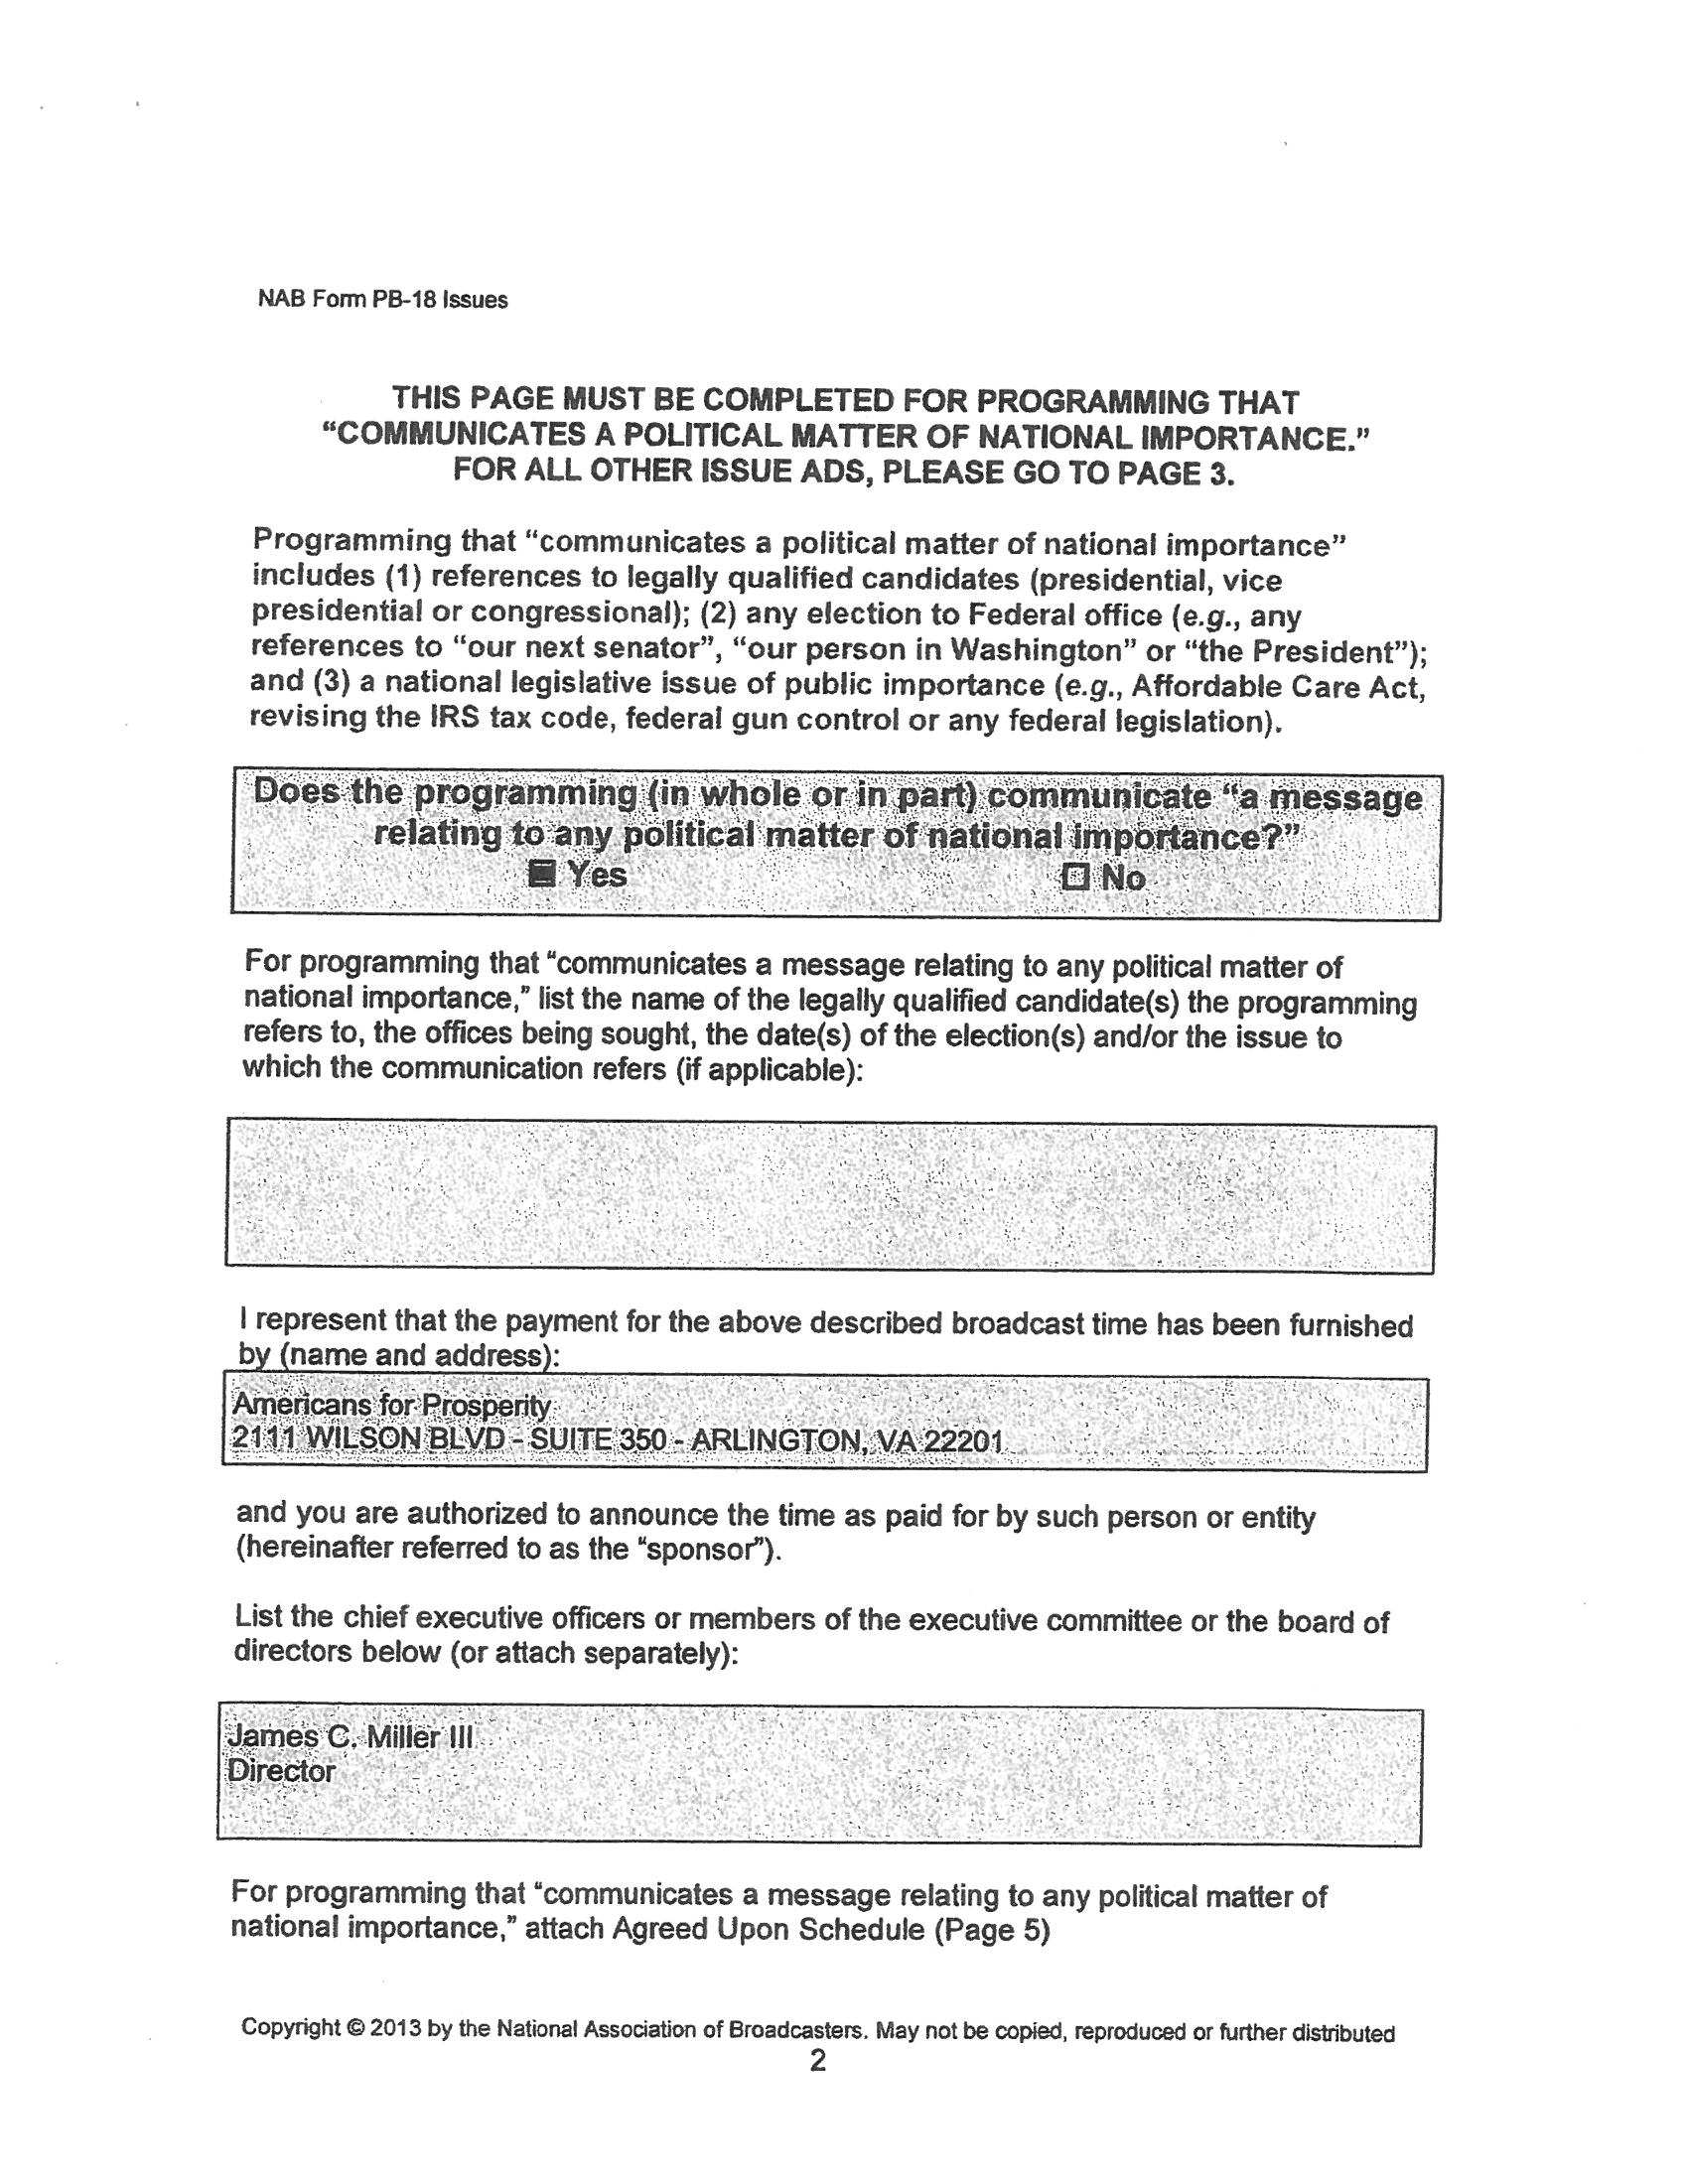 NAB Form PB-18 Issues
THIS PAGE MUST BE COMPLETED FOR PROGRAMMING THAT
“COMMUNICATES A POLITICAL MATTER OF NATIONAL IMPORTANCE.”
FOR ALL OTHER ISSUE ADS, PLEASE GO TO PAGE 3.
Programming that “communicates a political matter of national importance”
includes (1) references to legally qualified candidates (presidential, vice
presidential or congressional); (2) any election to Federal office (e.g., any
references to “our next senator”, “our person in Washington” or “the President”);
and (3) a national legislative issue of public importance (e.g., Affordable Care Act,
revising the IRS tax code, federal gun control or any federal legislation).
Does the programming (in whole or in part) communicate “a message
relating to any political matter of national importance?”
Yes No
For programming that “communicates a message relating to any political matter of
national importance,” list the name of the legally qualified candidate(s) the programming
refers to, the offices being sought, the date(s) of the election(s) and/or the issue to
which the communication refers (if applicable):
I represent that the payment for the above described broadcast time has been furnished
by (name and address):
Americans for Prosperity
2111 WILSON BLVD - SUITE 350 - ARLINGTON, VA 22201
and you are authorized to announce the time as paid for by such person or entity
(hereinafter referred to as the “sponsor”).
List the chief executive officers or members of the executive committee or the board of
directors below (or attach separately):
James C. Miller III
Director
For programming that “communicates a message relating to any political matter of
national importance,” attach Agreed Upon Schedule (Page 5)
Copyright © 2013 by the National Association of Broadcasters. May not be copied, reproduced or further distributed
2